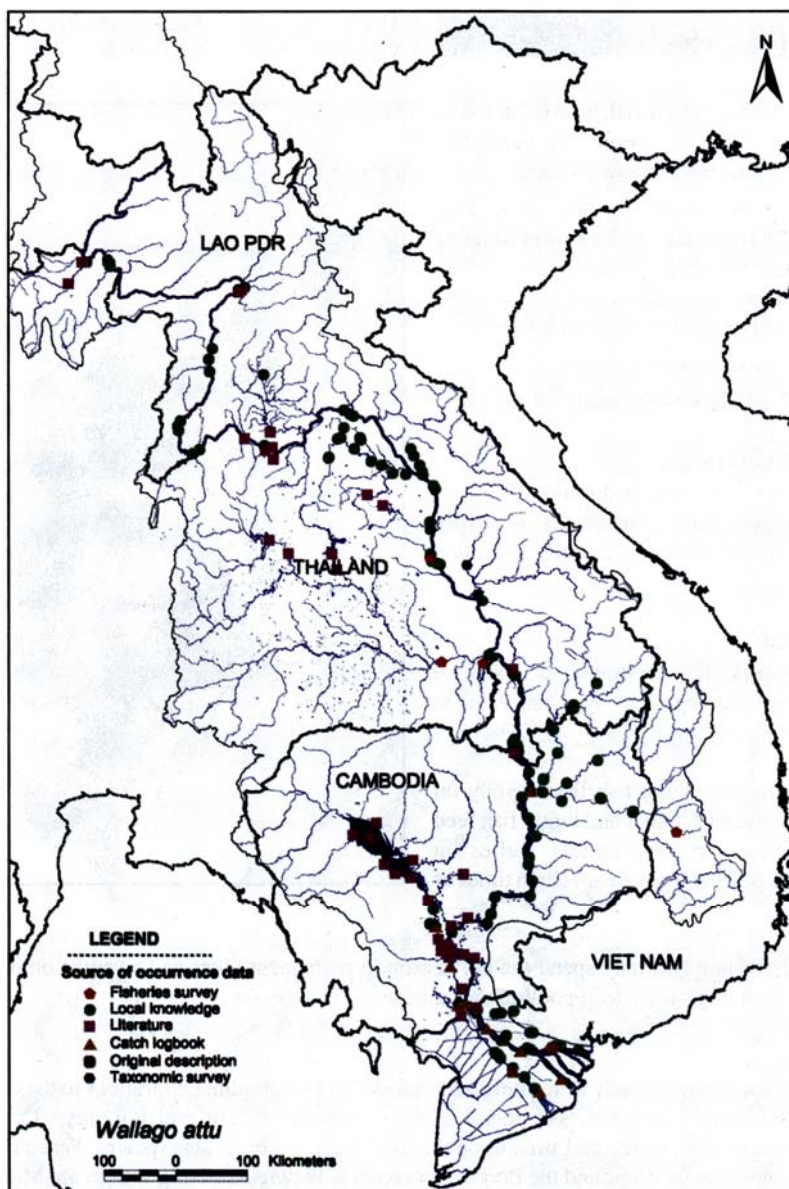 N
LAO PDR
THAILAND
CAMBODIA
VIET NAM
LEGEND
Source of occurrence data
Fisheries survey
Local knowledge
Literature
Catch logbook
Original description
Taxonomic survey
Wallago attu
100 0 100 Kilometers